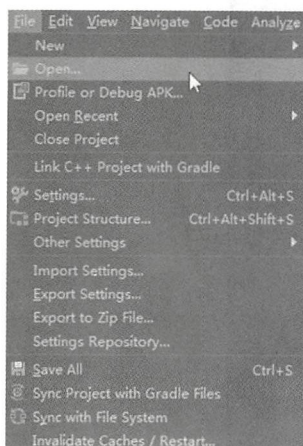 File Edit View Navigate Code Analyze
New
Open...
Profile or Debug APK...
Open Recent
Close Project
Link C++ Project with Gradle
Settings... Ctrl+Alt+S
Project Structure... Ctrl+Alt+Shift+S
Other Settings
Import Settings...
Export Settings...
Export to Zip File...
Settings Repository...
Save All Ctrl+S
Sync Project with Gradle Files
Sync with File System
Invalidate Caches / Restart...